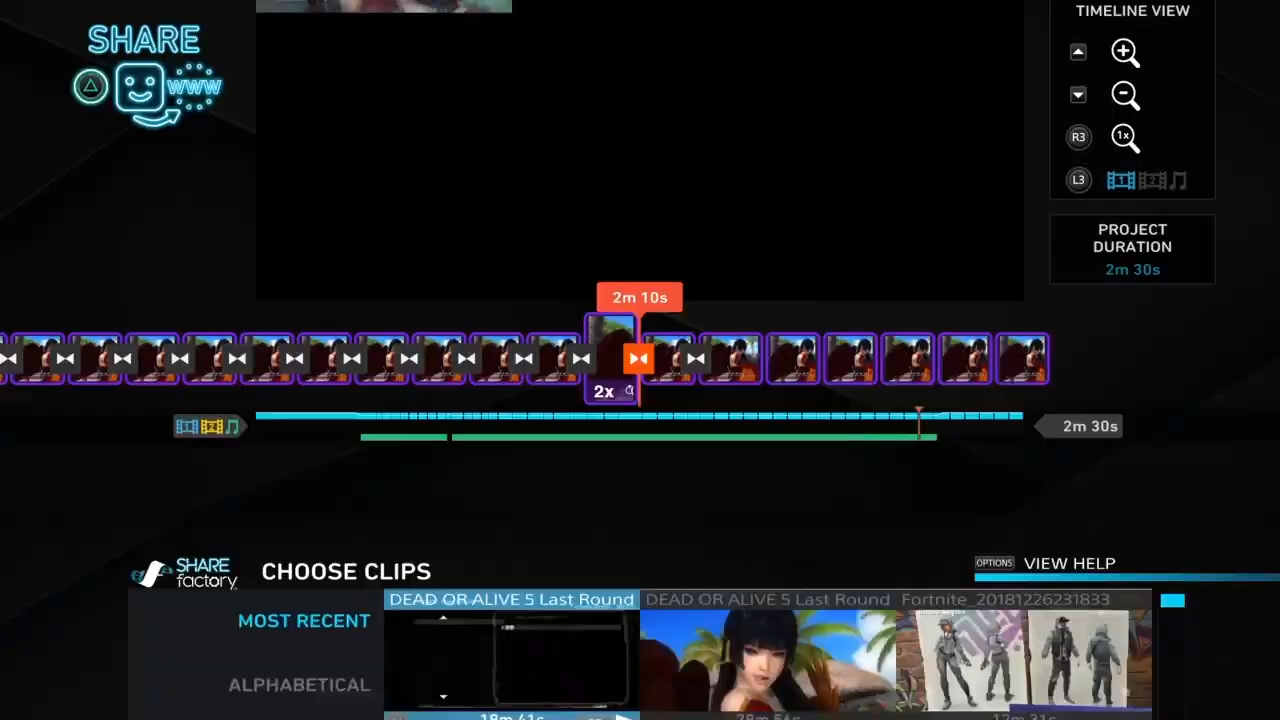 TIMELINE VIEW
SHARE
WWW
R3
1x
L3
1
2
PROJECT
DURATION
2m 30s
2m 10s
2x
2m 30s
SHARE
factory
CHOOSE CLIPS
OPTIONS VIEW HELP
DEAD OR ALIVE 5 Last Round
DEAD OR ALIVE 5 Last Round
Fortnite_20181226231833
MOST RECENT
ALPHABETICAL